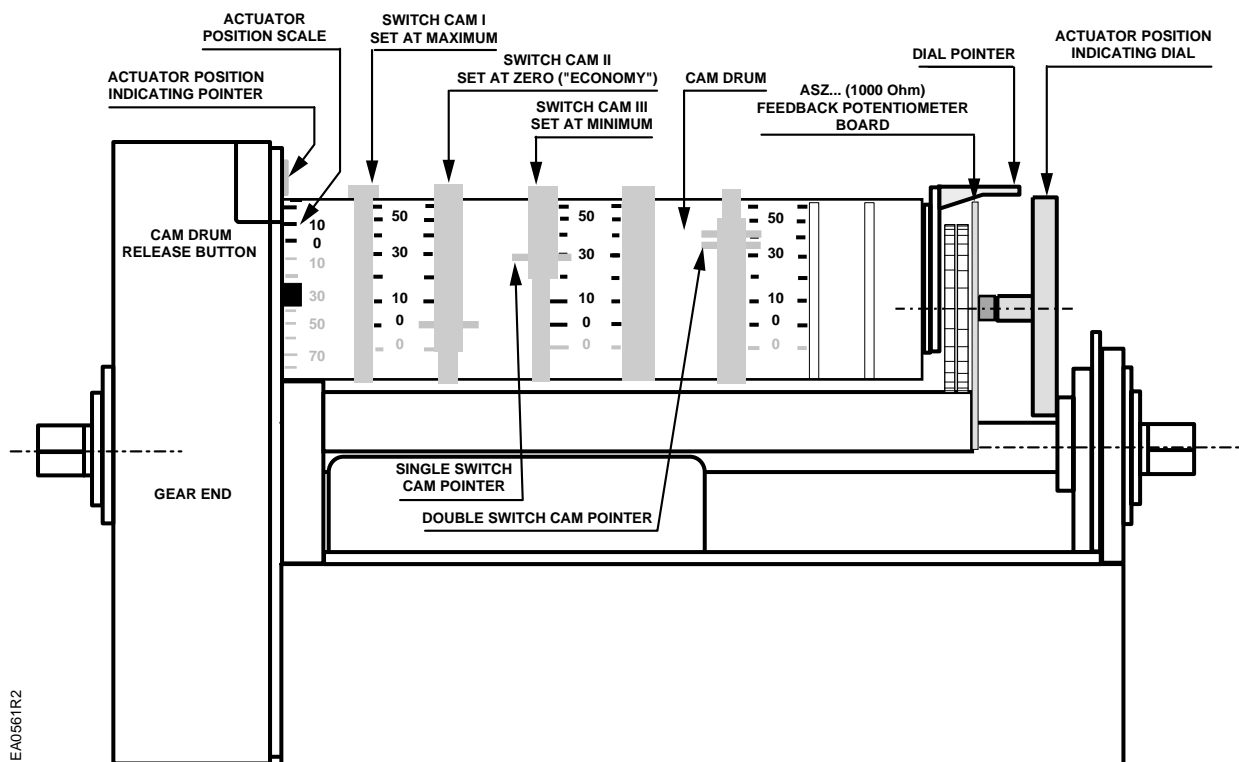 ACTUATOR
POSITION SCALE
SWITCH CAM I
SET AT MAXIMUM
SWITCH CAM II
SET AT ZERO ("ECONOMY")
SWITCH CAM III
SET AT MINIMUM
CAM DRUM
DIAL POINTER
ACTUATOR POSITION
INDICATING DIAL
ASZ... (1000 Ohm)
FEEDBACK POTENTIOMETER
BOARD
ACTUATOR POSITION
INDICATING POINTER
CAM DRUM
RELEASE BUTTON
10
0
10
30
50
70
50
30
10
0
0
50
30
10
0
0
50
30
10
0
0
SINGLE SWITCH
CAM POINTER
DOUBLE SWITCH CAM POINTER
GEAR END
EA0561R2